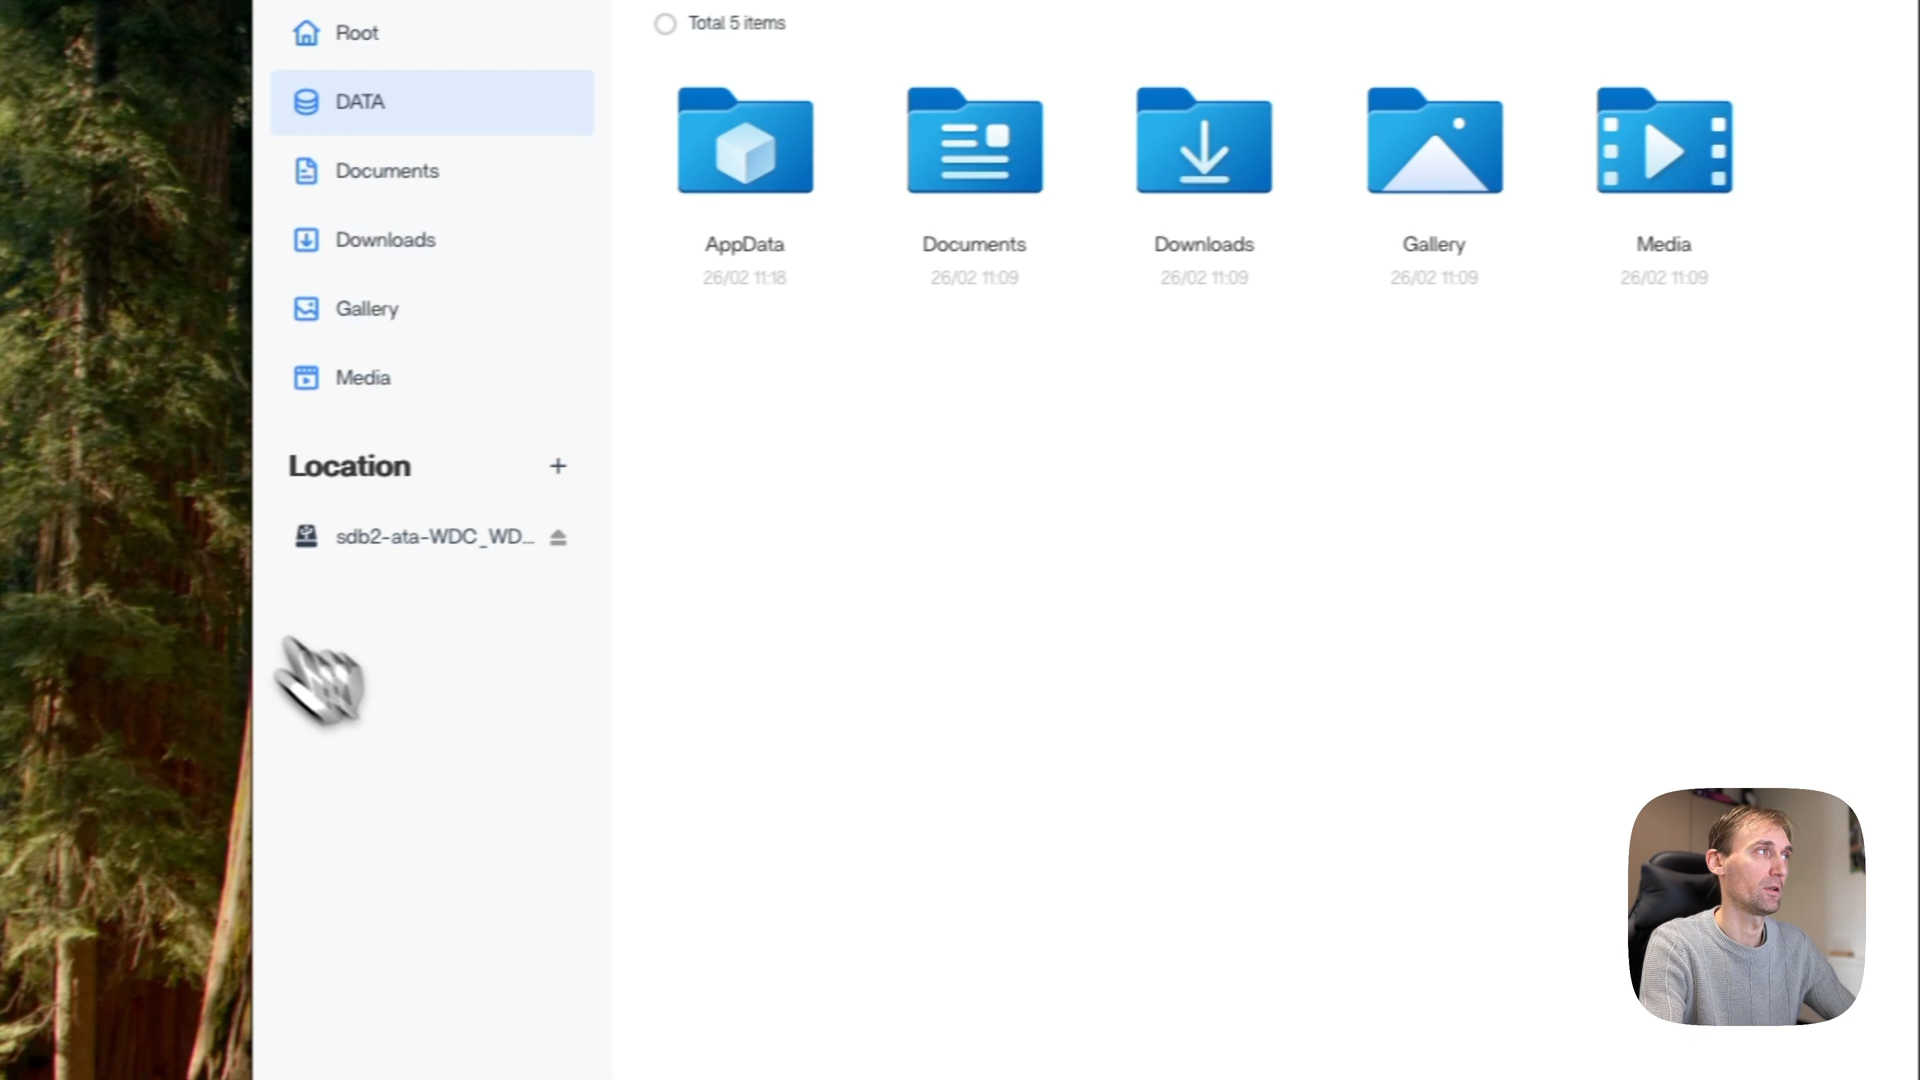 Root
DATA
Documents
Downloads
Gallery
Media
Location
sdb2-ata-WDC_WD...
Total 5 items
AppData
26/02 11:18
Documents
26/02 11:09
Downloads
26/02 11:09
Gallery
26/02 11:09
Media
26/02 11:09